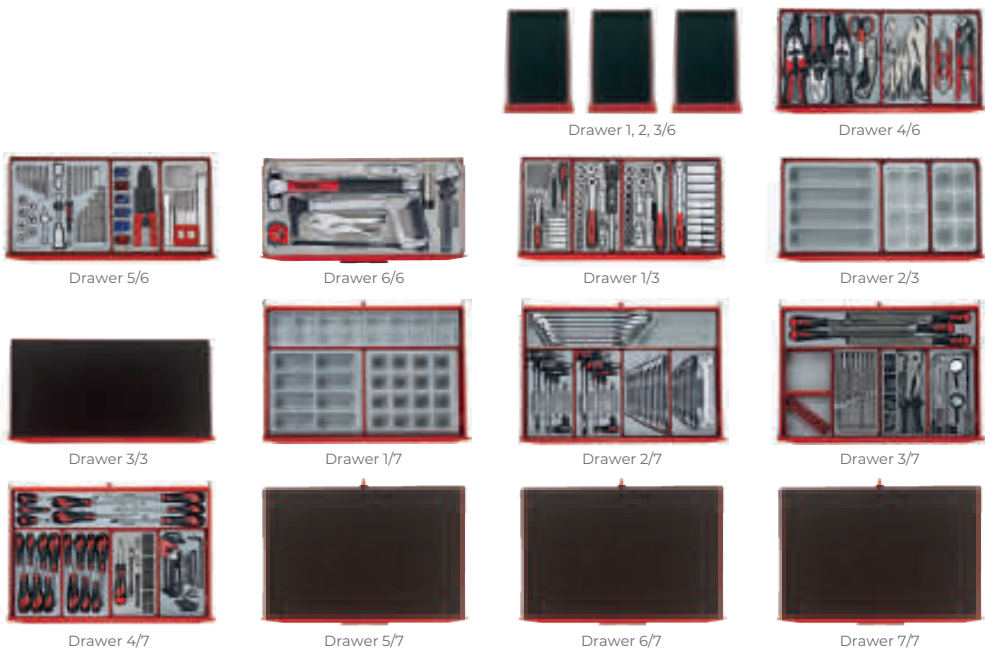 Drawer 1, 2, 3/6
Drawer 4/6
Drawer 5/6
Drawer 6/6
Drawer 1/3
Drawer 2/3
Drawer 3/3
Drawer 1/7
Drawer 2/7
Drawer 3/7
Drawer 4/7
Drawer 5/7
Drawer 6/7
Drawer 7/7